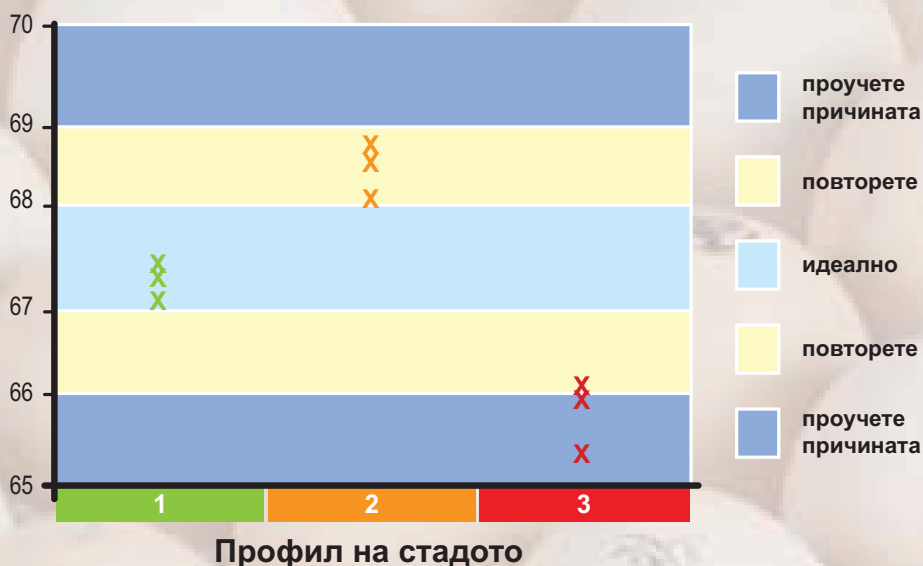 70
69
68
67
66
65
X
X
X
X
X
X
X
X
X
1 2 3
Профил на стадото
проучете
причината
повторете
идеално
повторете
проучете
причината